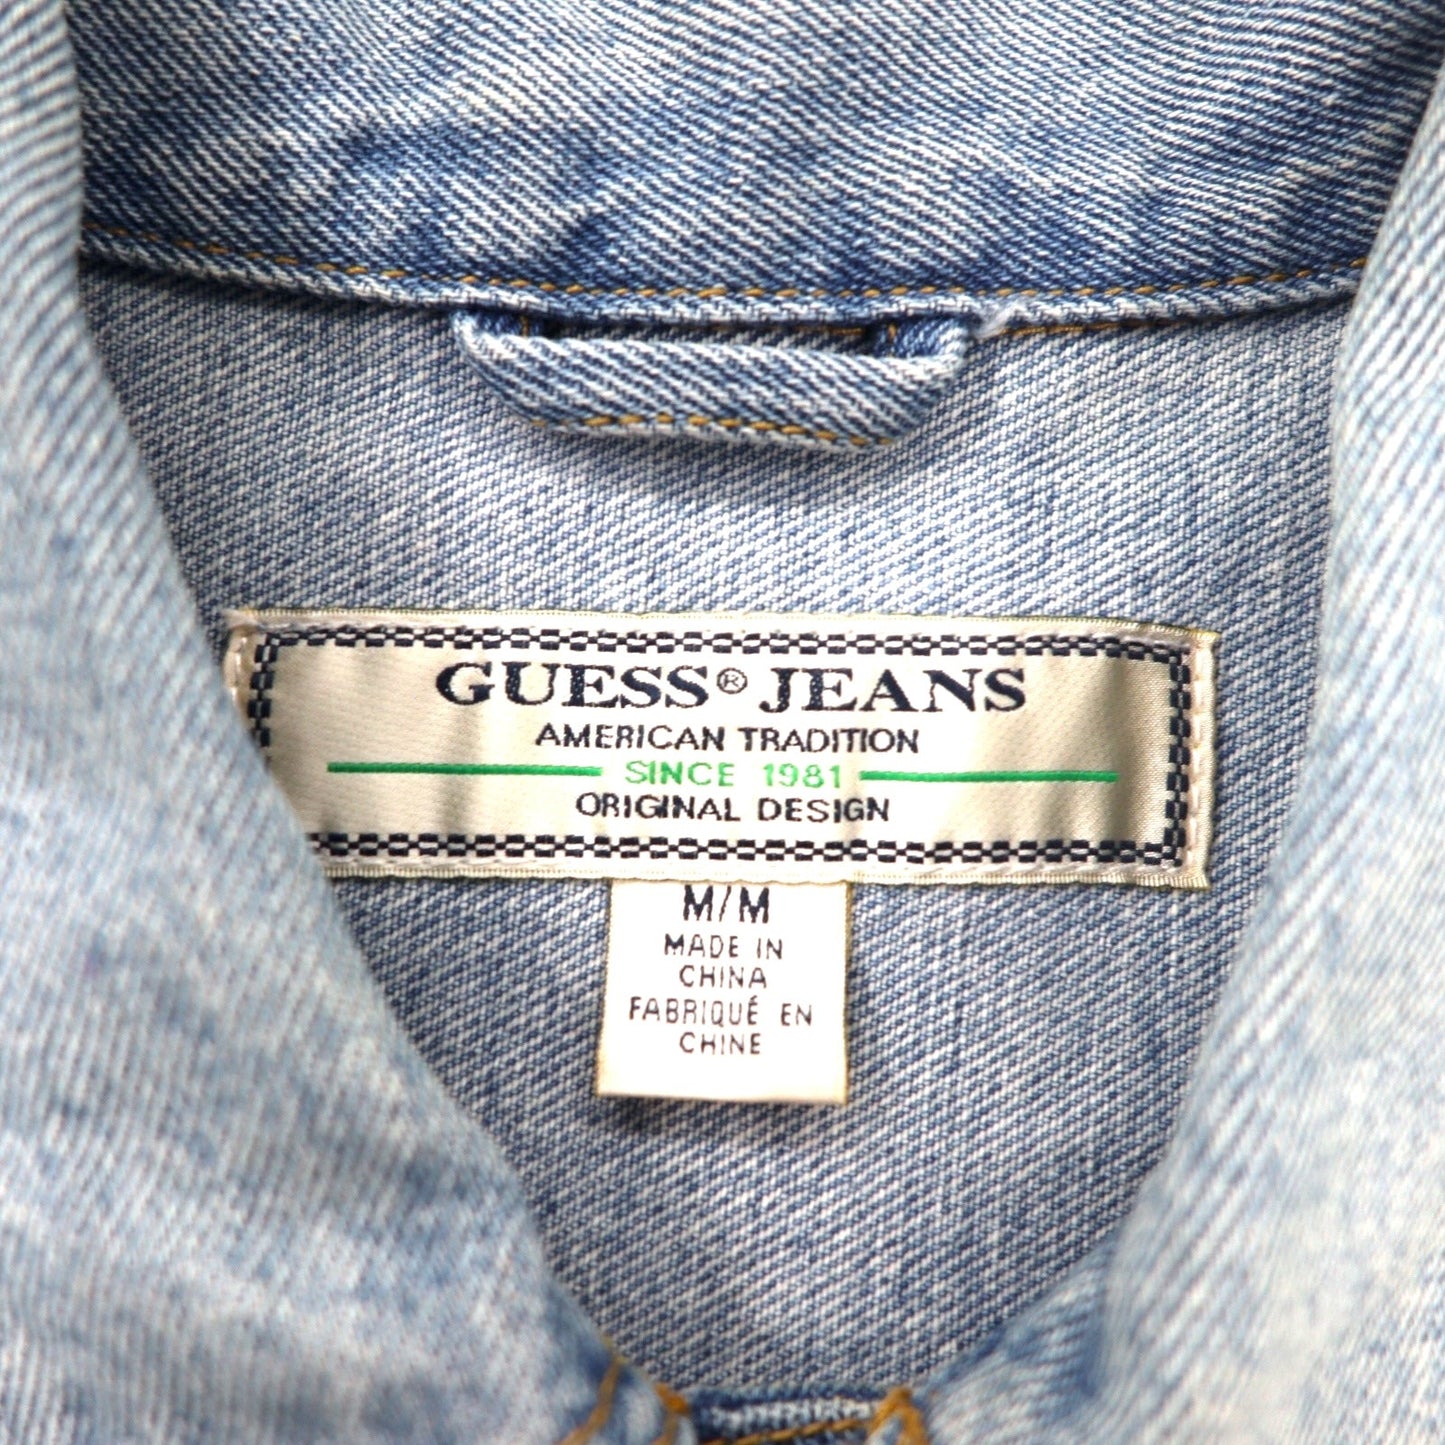 GUESS® JEANS
AMERICAN TRADITION
SINCE 1981
ORIGINAL DESIGN
M/M
MADE IN
CHINA
FABRIQUÉ EN
CHINE